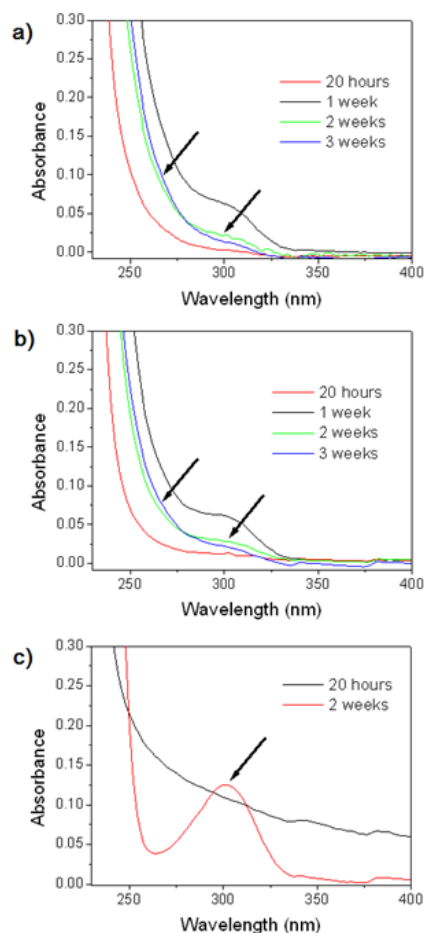 a)
0.30
0.25
0.20
0.15
0.10
0.05
0.00
Absorbance
20 hours
1 week
2 weeks
3 weeks
250 300 350 400
Wavelength (nm)
b)
0.30
0.25
0.20
0.15
0.10
0.05
0.00
Absorbance
20 hours
1 week
2 weeks
3 weeks
250 300 350 400
Wavelength (nm)
c)
0.30
0.25
0.20
0.15
0.10
0.05
0.00
Absorbance
20 hours
2 weeks
250 300 350 400
Wavelength (nm)